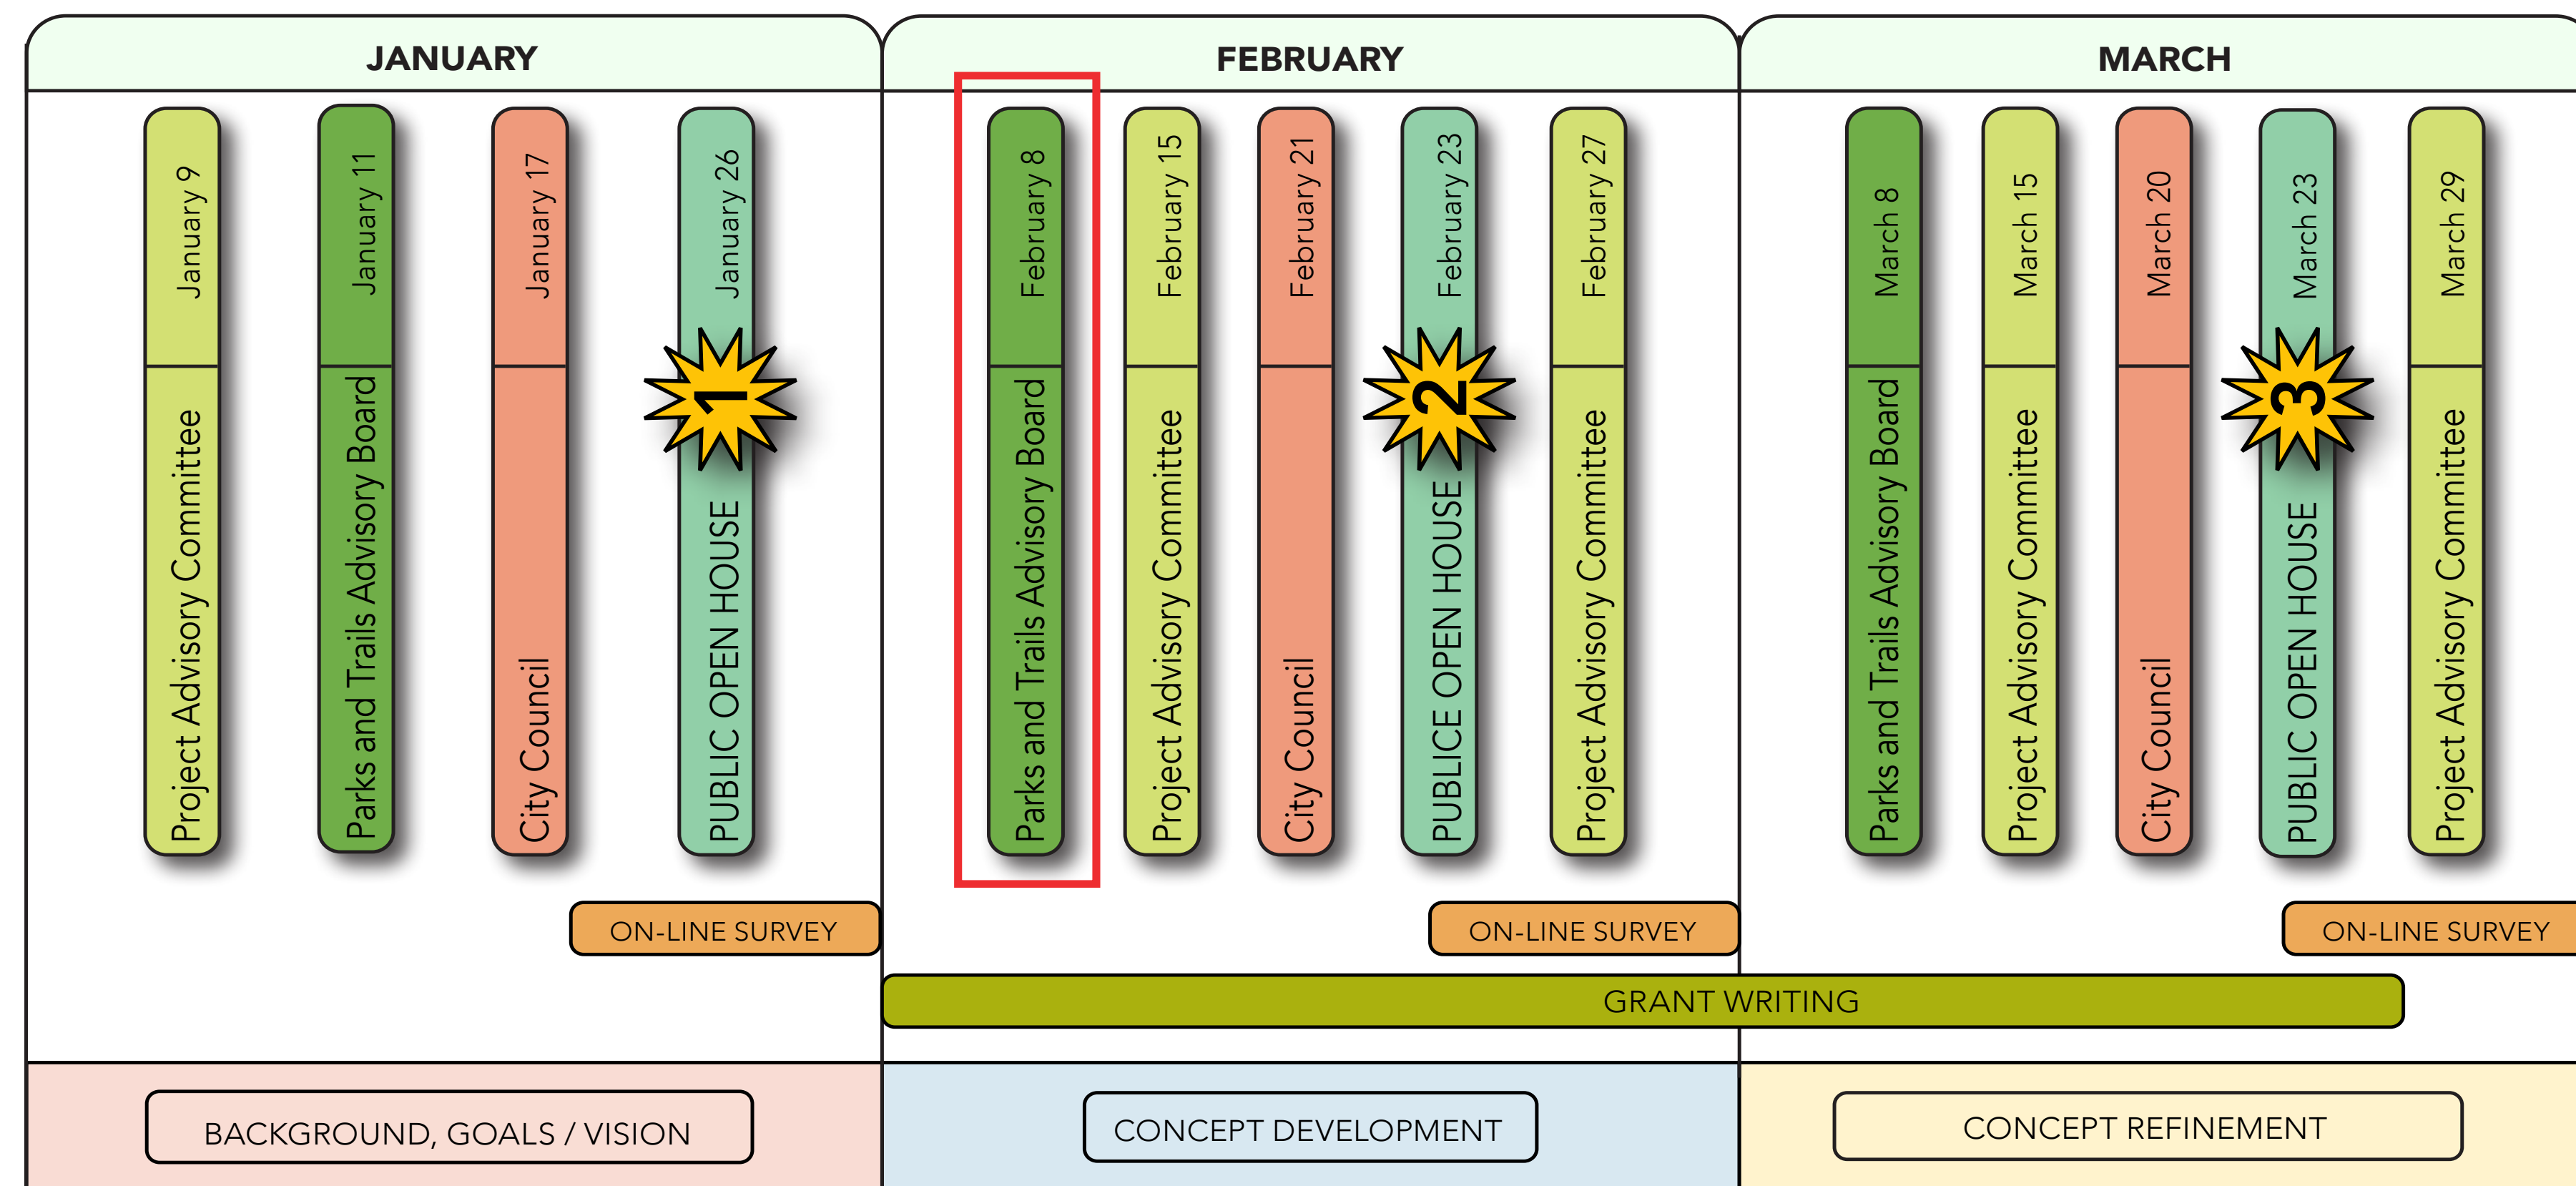 JANUARY
FEBRUARY
MARCH
January 9
Project Advisory Committee
January 11
Parks and Trails Advisory Board
January 17
City Council
January 26
1
PUBLIC OPEN HOUSE
February 8
Parks and Trails Advisory Board
February 15
Project Advisory Committee
February 21
City Council
February 23
2
PUBLICE OPEN HOUSE
February 27
Project Advisory Committee
March 8
Parks and Trails Advisory Board
March 15
Project Advisory Committee
March 20
City Council
March 23
3
PUBLIC OPEN HOUSE
March 29
Project Advisory Committee
ON-LINE SURVEY
ON-LINE SURVEY
ON-LINE SURVEY
GRANT WRITING
BACKGROUND, GOALS / VISION
CONCEPT DEVELOPMENT
CONCEPT REFINEMENT